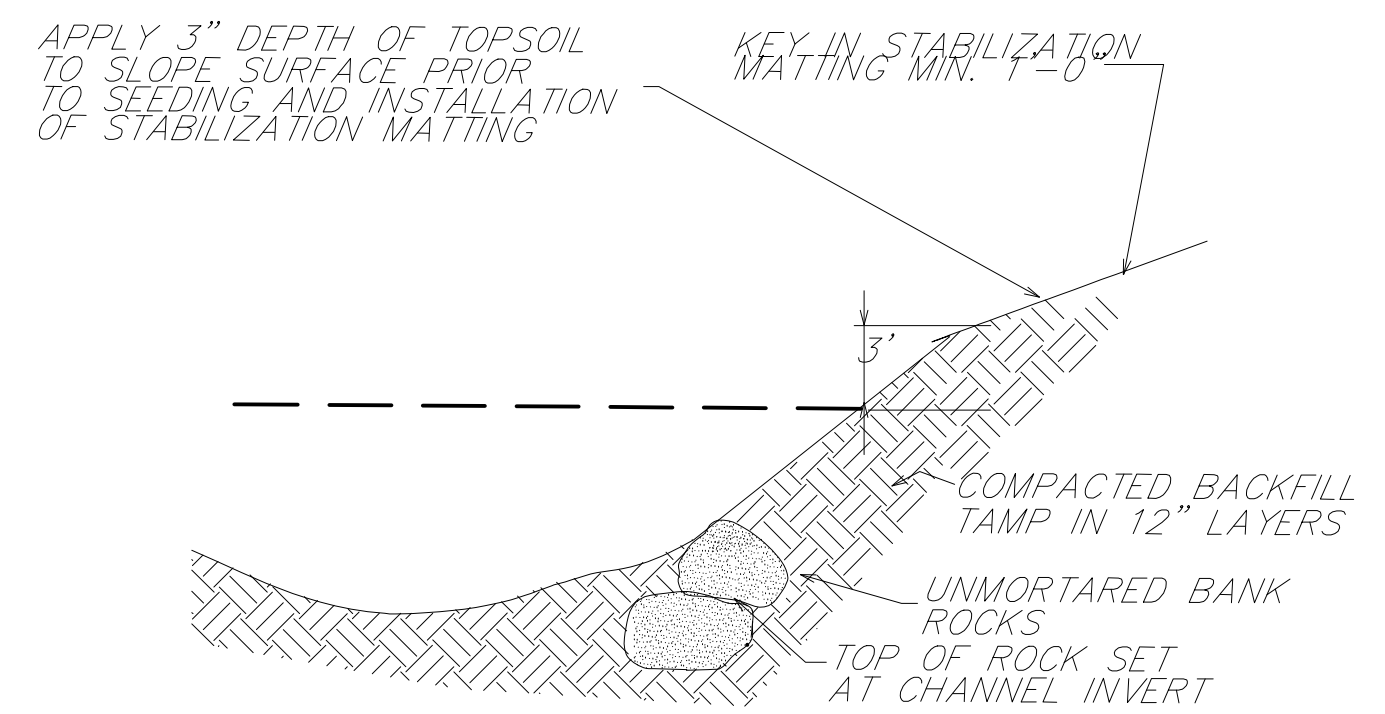 APPLY 3” DEPTH OF TOPSOIL
TO SLOPE SURFACE PRIOR
TO SEEDING AND INSTALLATION
OF STABILIZATION MATTING
KEY IN STABILIZATION
MATTING MIN. 1'-0”
3'
COMPACTED BACKFILL
TAMP IN 12” LAYERS
UNMORTARED BANK
ROCKS
TOP OF ROCK SET
AT CHANNEL INVERT